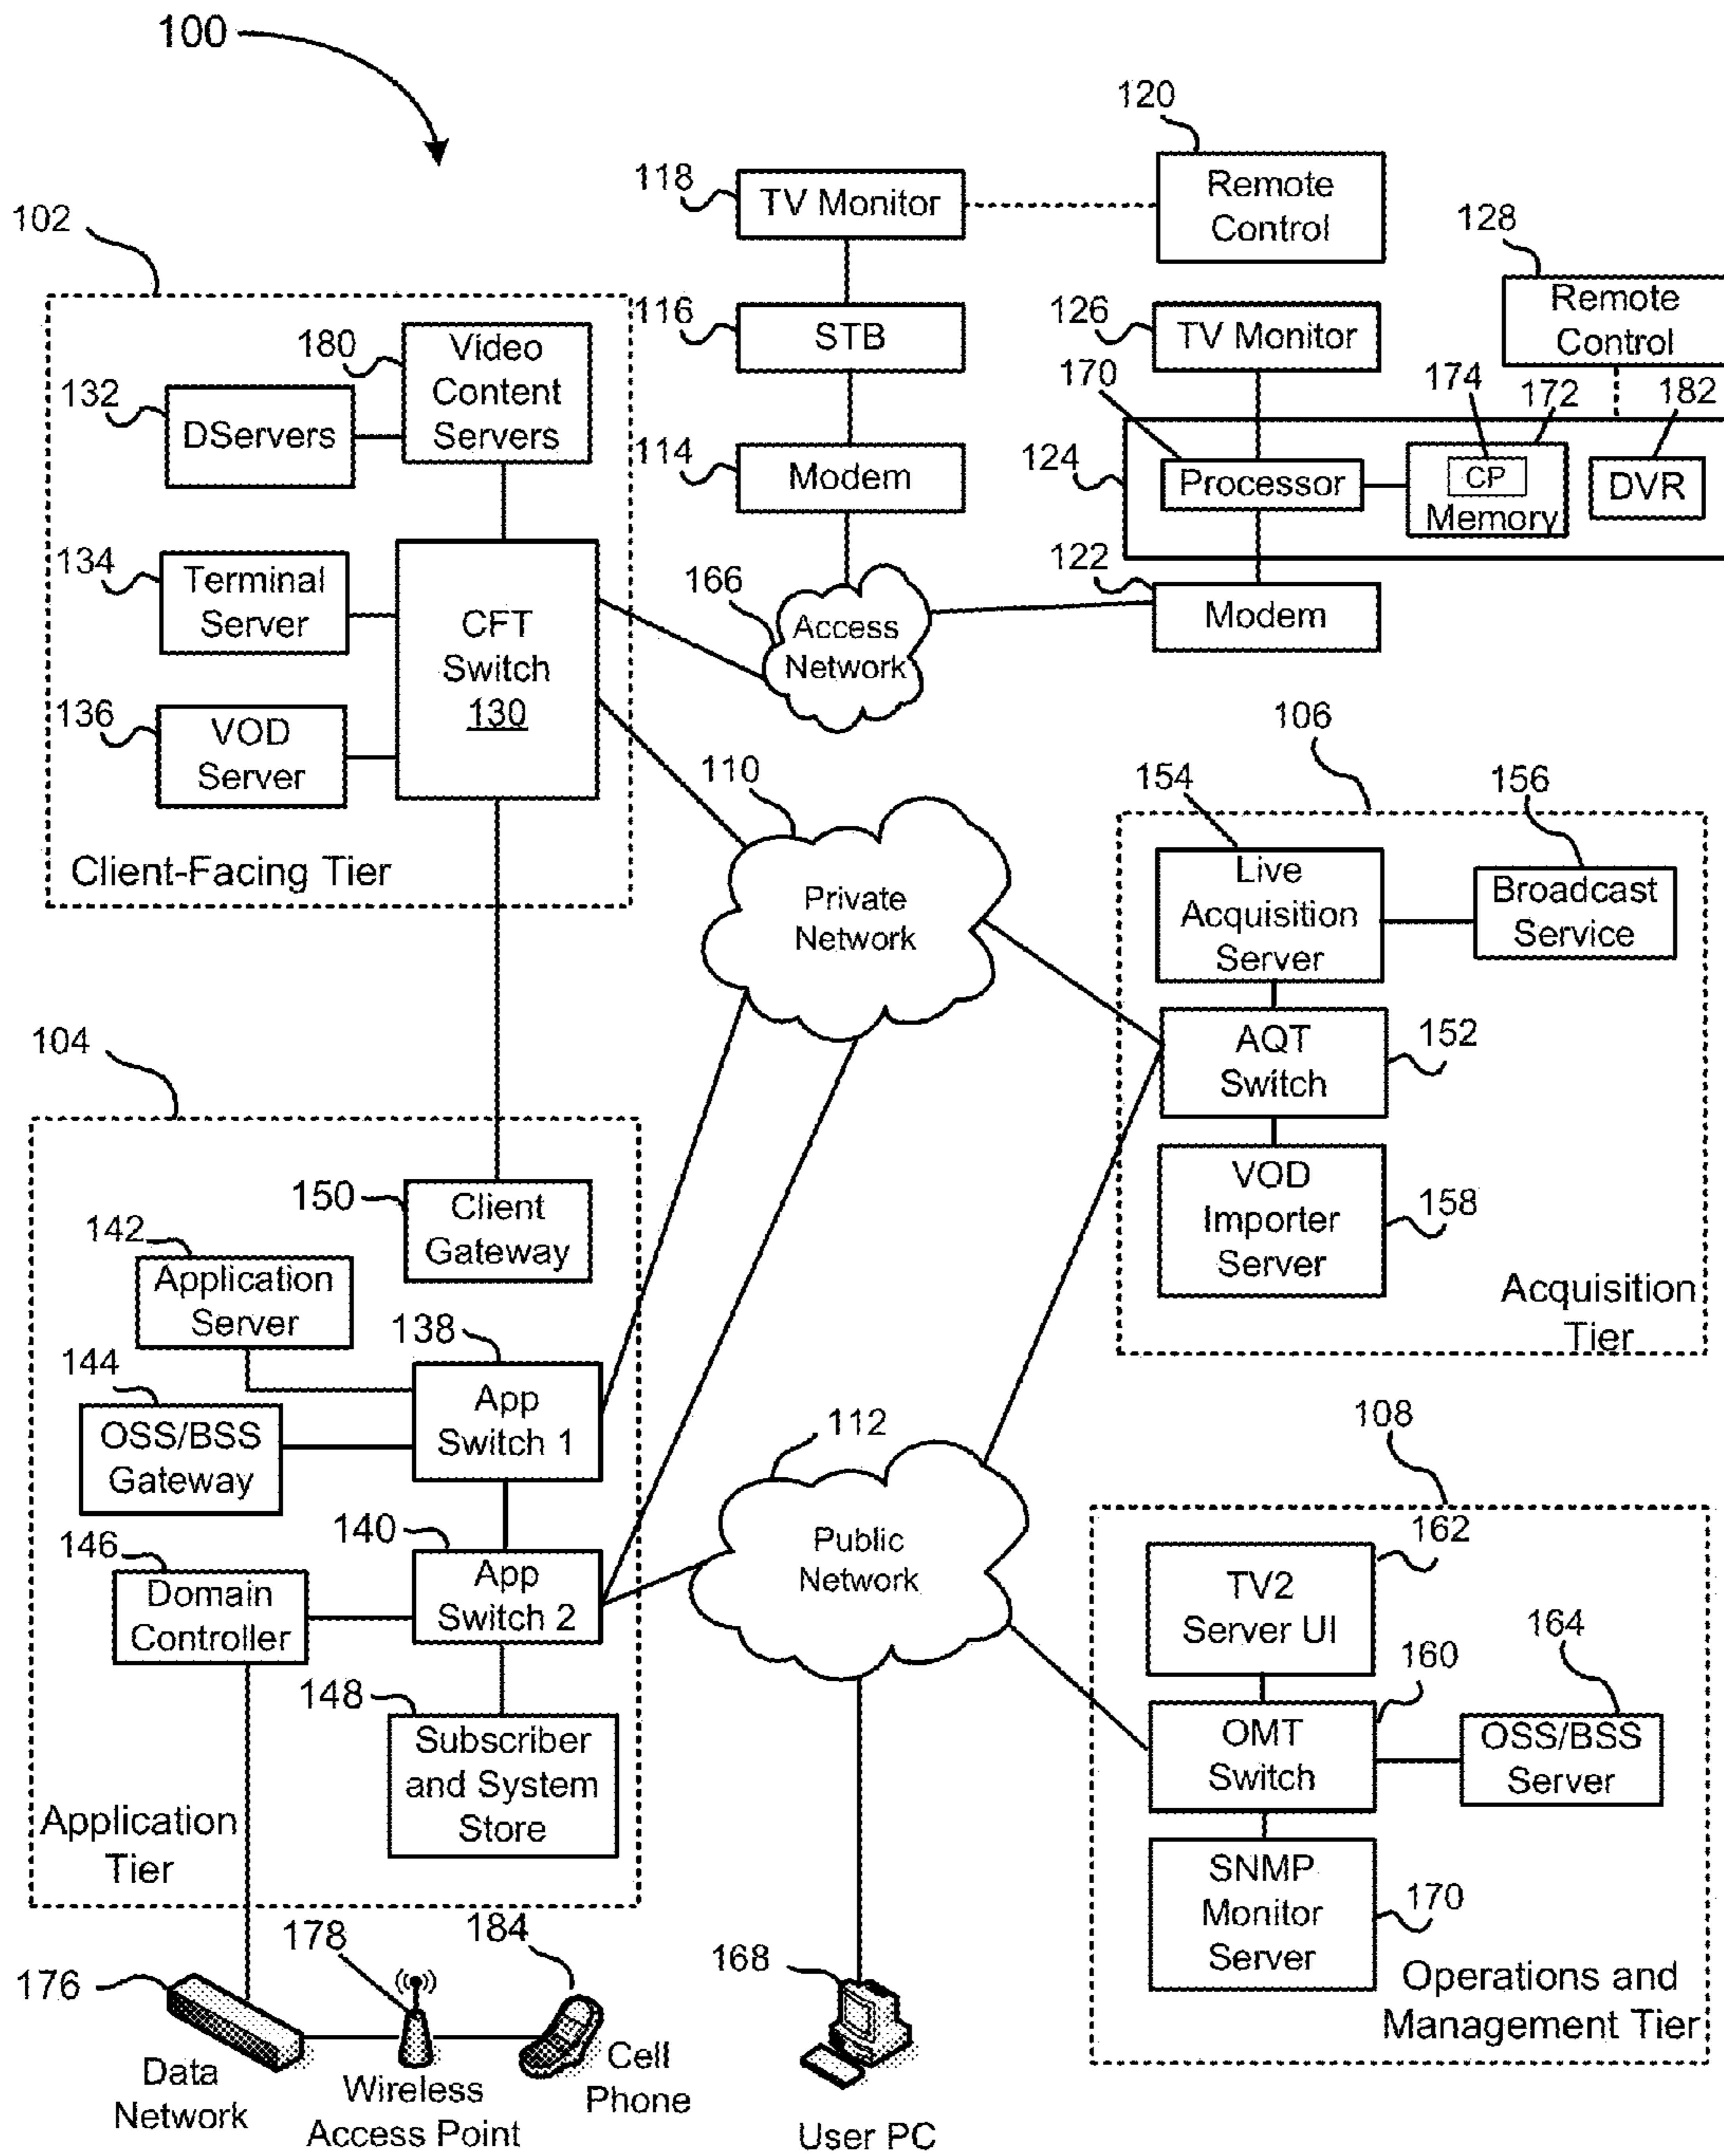 100
120
118
TV Monitor
Remote
Control
102
128
116
STB
126
TV Monitor
Remote
Control
180
Video
Content
Servers
170
174
172
182
132
DServers
114
Modem
124
Processor
CP
Memory
DVR
134
Terminal
Server
CFT
Switch
130
122
Modem
166
Access
Network
136
VOD
Server
106
110
154
156
Client-Facing Tier
Private
Network
Live
Acquisition
Server
Broadcast
Service
104
AQT
Switch
152
150
Client
Gateway
VOD
Importer
Server
158
142
Application
Server
Acquisition
Tier
138
144
App
Switch 1
OSS/BSS
Gateway
112
108
140
162
146
App
Switch 2
Public
Network
TV2
Server UI
Domain
Controller
160
164
148
Subscriber
and System
Store
OMT
Switch
OSS/BSS
Server
Application
Tier
SNMP
Monitor
Server
170
178
184
168
176
Operations and
Management Tier
Data
Network
Wireless
Access Point
Cell
Phone
User PC